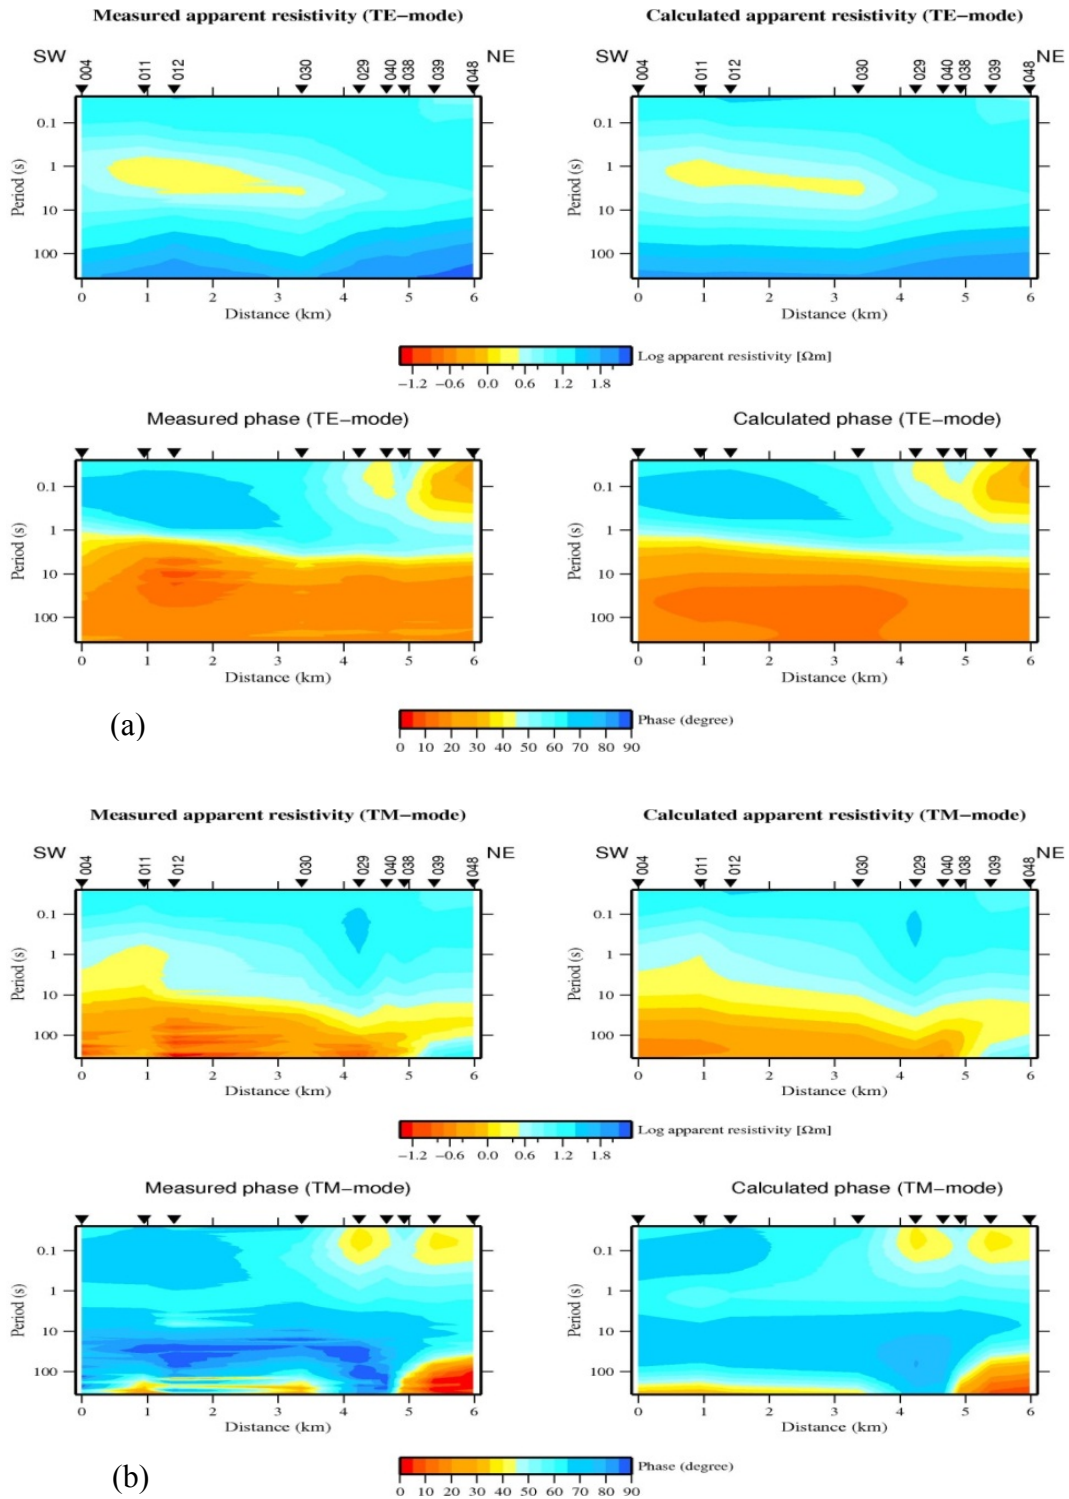 Measured apparent resistivity (TE−mode)
Calculated apparent resistivity (TE−mode)
SW 004 011 012 030 029 040 038 039 048 NE
SW 004 011 012 030 029 040 038 039 048 NE
Period (s)
0.1
1
10
100
0 1 2 3 4 5 6
Distance (km)
Period (s)
0.1
1
10
100
0 1 2 3 4 5 6
Distance (km)
Log apparent resistivity [Ωm]
−1.2 −0.6 0.0 0.6 1.2 1.8
Measured phase (TE−mode)
Calculated phase (TE−mode)
Period (s)
0.1
1
10
100
0 1 2 3 4 5 6
Distance (km)
Period (s)
0.1
1
10
100
0 1 2 3 4 5 6
Distance (km)
(a)
Phase (degree)
0 10 20 30 40 50 60 70 80 90
Measured apparent resistivity (TM−mode)
Calculated apparent resistivity (TM−mode)
SW 004 011 012 030 029 040 038 039 048 NE
SW 004 011 012 030 029 040 038 039 048 NE
Period (s)
0.1
1
10
100
0 1 2 3 4 5 6
Distance (km)
Period (s)
0.1
1
10
100
0 1 2 3 4 5 6
Distance (km)
Log apparent resistivity [Ωm]
−1.2 −0.6 0.0 0.6 1.2 1.8
Measured phase (TM−mode)
Calculated phase (TM−mode)
Period (s)
0.1
1
10
100
0 1 2 3 4 5 6
Distance (km)
Period (s)
0.1
1
10
100
0 1 2 3 4 5 6
Distance (km)
(b)
Phase (degree)
0 10 20 30 40 50 60 70 80 90